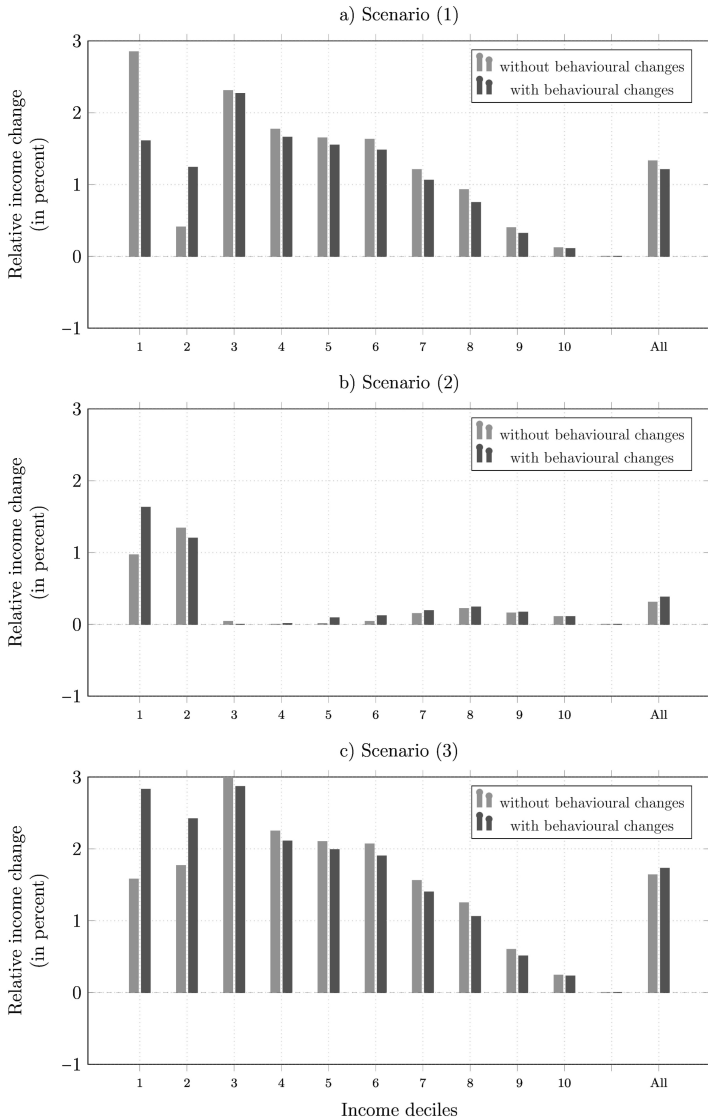 a) Scenario (1)
Relative income change
(in percent)
3
2
1
0
−1
without behavioural changes
with behavioural changes
1 2 3 4 5 6 7 8 9 10 All
b) Scenario (2)
Relative income change
(in percent)
3
2
1
0
−1
without behavioural changes
with behavioural changes
1 2 3 4 5 6 7 8 9 10 All
c) Scenario (3)
Relative income change
(in percent)
3
2
1
0
−1
without behavioural changes
with behavioural changes
1 2 3 4 5 6 7 8 9 10 All
Income deciles